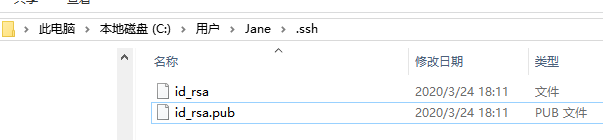 此电脑 > 本地磁盘 (C:) > 用户 > Jane > .ssh
名称 修改日期 类型
id_rsa 2020/3/24 18:11 文件
id_rsa.pub 2020/3/24 18:11 PUB 文件